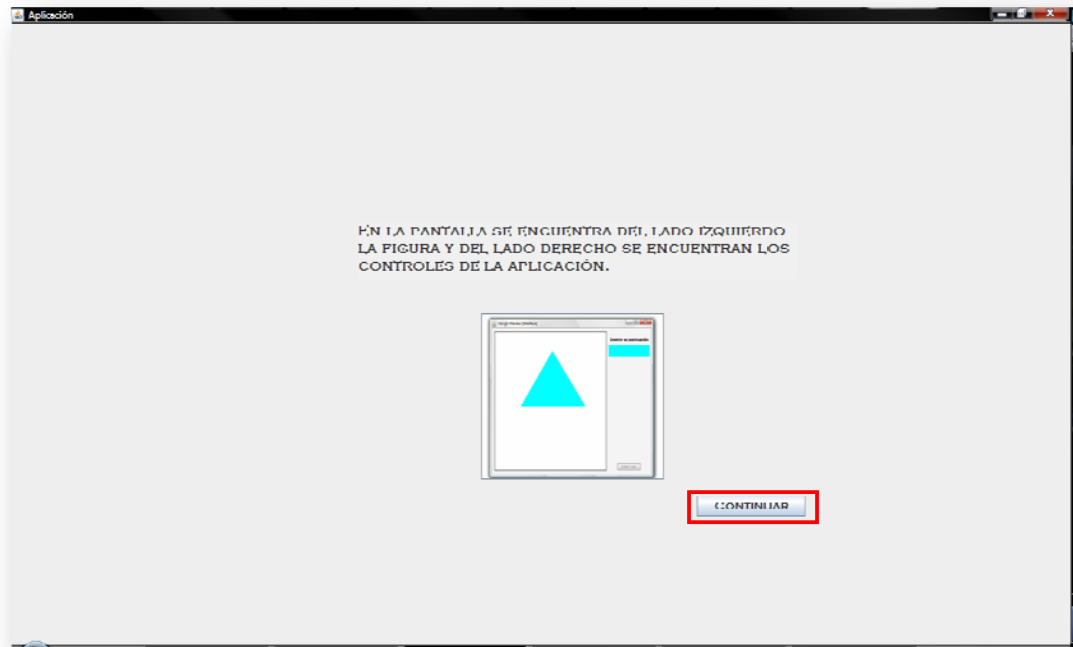 Aplicación
EN LA PANTALLA SE ENCUENTRA DEL LADO IZQUIERDO
LA FIGURA Y DEL LADO DERECHO SE ENCUENTRAN LOS
CONTROLES DE LA APLICACIÓN.
CONTINUAR